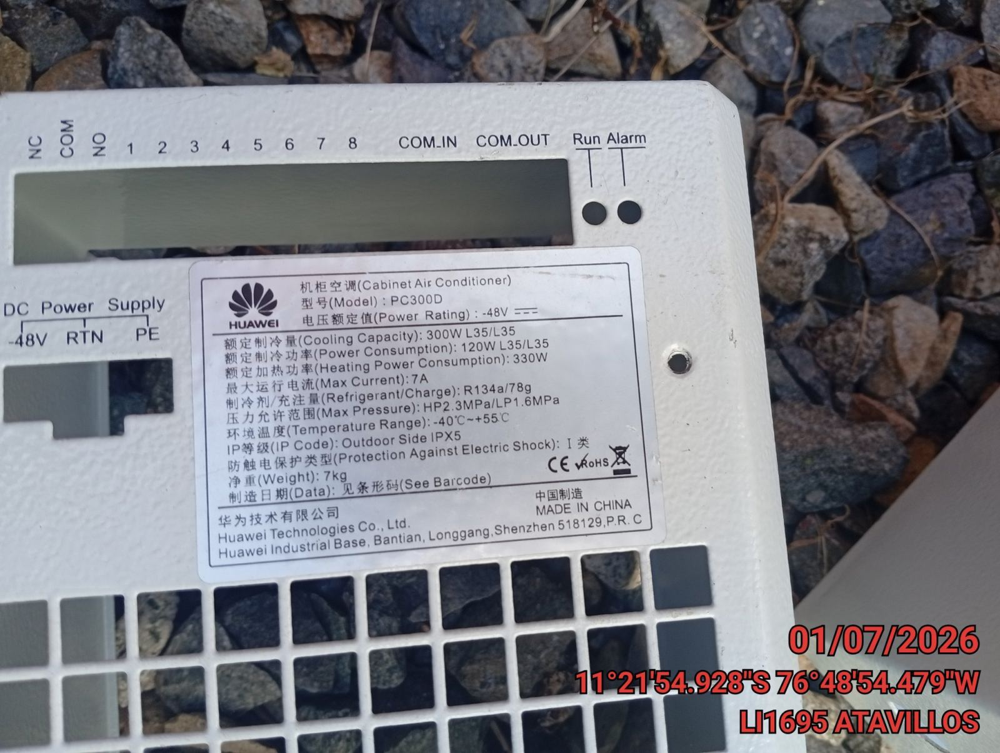 NC COM NO 1 2 3 4 5 6 7 8 COM_IN COM_OUT Run Alarm
DC Power Supply
-48V RTN PE
HUAWEI
机柜空调(Cabinet Air Conditioner)
型号(Model) : PC300D
电压额定值(Power Rating) : -48V ⎓
额定制冷量(Cooling Capacity): 300W L35/L35
额定制冷功率(Power Consumption): 120W L35/L35
额定加热功率(Heating Power Consumption): 330W
最大运行电流(Max Current): 7A
制冷剂/充注量(Refrigerant/Charge): R134a/78g
压力允许范围(Max Pressure): HP2.3MPa/LP1.6MPa
环境温度(Temperature Range): -40℃~+55℃
IP等级(IP Code): Outdoor Side IPX5
防触电保护类型(Protection Against Electric Shock): I 类
净重(Weight): 7kg
制造日期(Data): 见条形码(See Barcode)
CE RoHS
华为技术有限公司
中国制造
MADE IN CHINA
Huawei Technologies Co., Ltd.
Huawei Industrial Base, Bantian, Longgang,Shenzhen 518129,P.R. C
01/07/2026
11°21'54.928"S 76°48'54.479"W
LI1695 ATAVILLOS